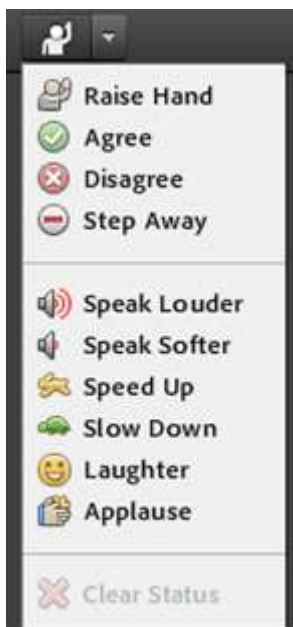 Raise Hand
Agree
Disagree
Step Away
Speak Louder
Speak Softer
Speed Up
Slow Down
Laughter
Applause
Clear Status